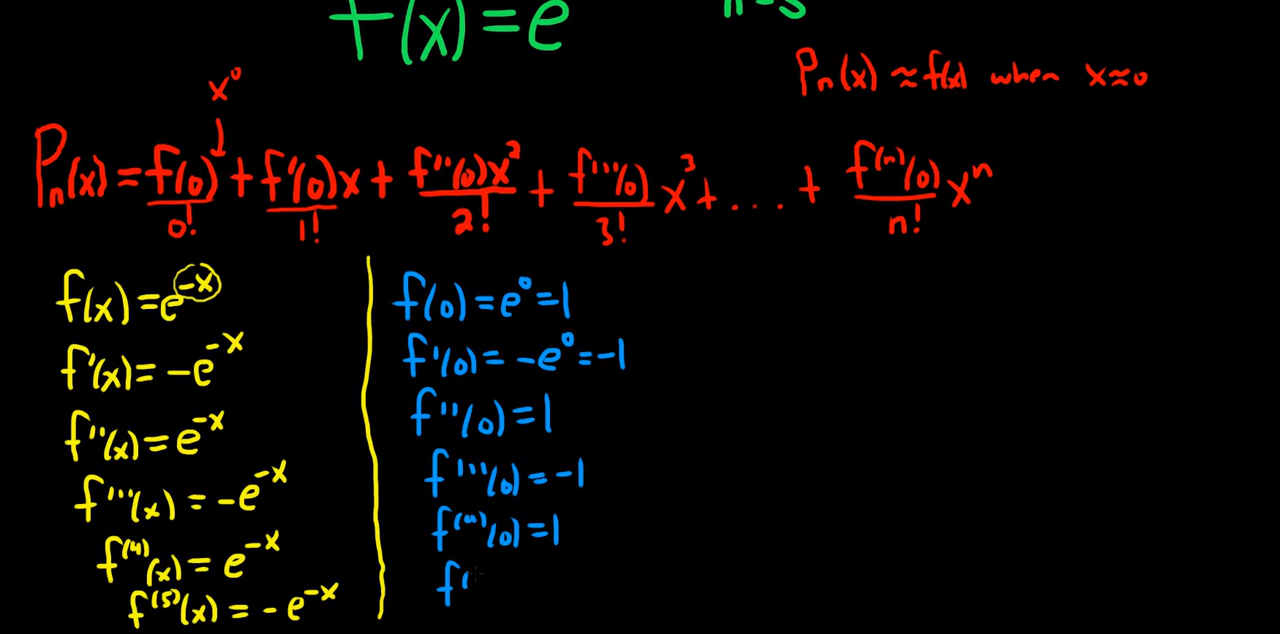 f(x) = e
n=5
Pn(x) ≈ f(x) when x≈0
x⁰
Pn(x) = f(0)/0! + f'(0)/1! x + f''(0)x²/2! + f'''(0)/3! x³ + .... + f⁽ⁿ⁾(0)/n! xⁿ
f(x) = e^-x
f'(x) = -e^-x
f''(x) = e^-x
f'''(x) = -e^-x
f⁽⁴⁾(x) = e^-x
f⁽⁵⁾(x) = -e^-x
f(0) = e⁰ = 1
f'(0) = -e⁰ = -1
f''(0) = 1
f'''(0) = -1
f⁽⁴⁾(0) = 1
f(